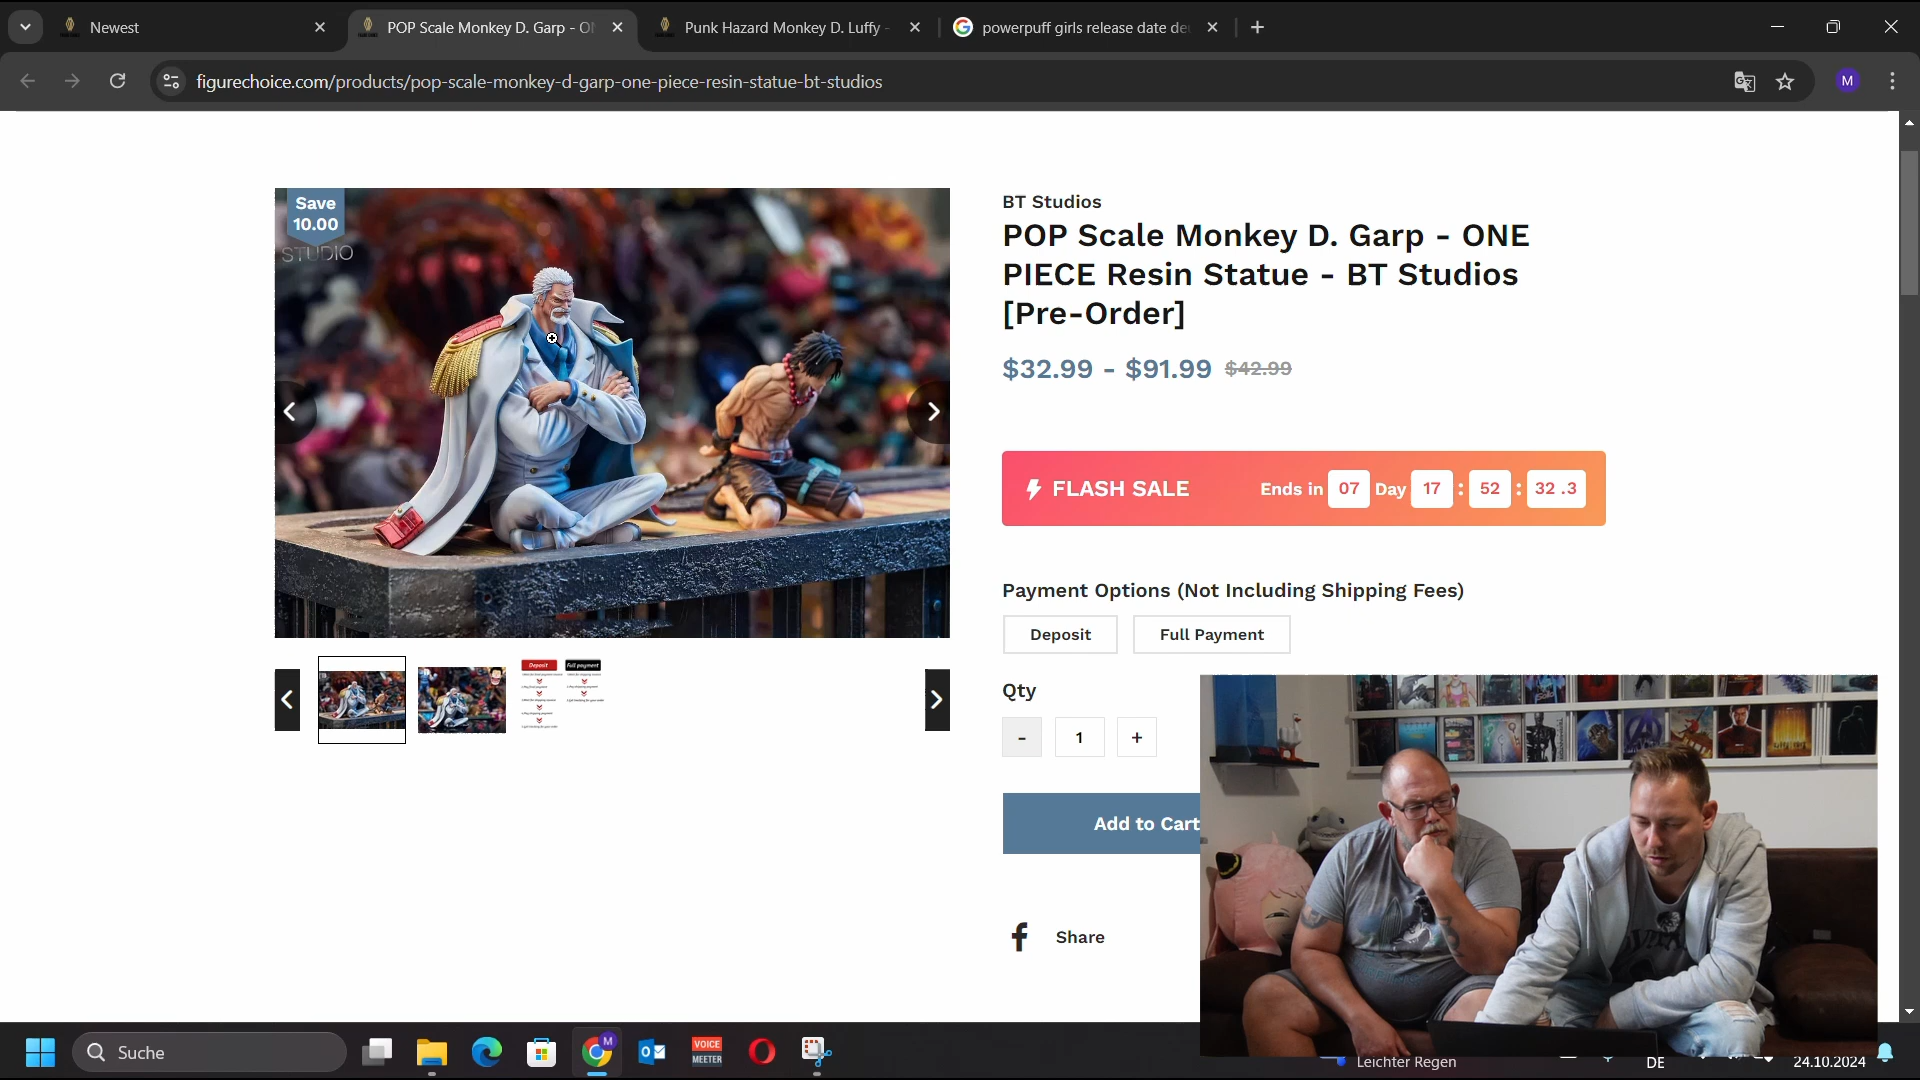 Newest
POP Scale Monkey D. Garp - O
Punk Hazard Monkey D. Luffy -
powerpuff girls release date de
figurechoice.com/products/pop-scale-monkey-d-garp-one-piece-resin-statue-bt-studios
M
Save
10.00
STUDIO
BT Studios
POP Scale Monkey D. Garp - ONE
PIECE Resin Statue - BT Studios
[Pre-Order]
$32.99 - $91.99 $42.99
FLASH SALE
Ends in 07 Day 17 : 52 : 32 .3
Payment Options (Not Including Shipping Fees)
Deposit
Full Payment
Deposit
Full payment
Qty
- 1 +
Add to Cart
Share
Suche
M
VOICE
MEETER
Leichter Regen
DE
24.10.2024